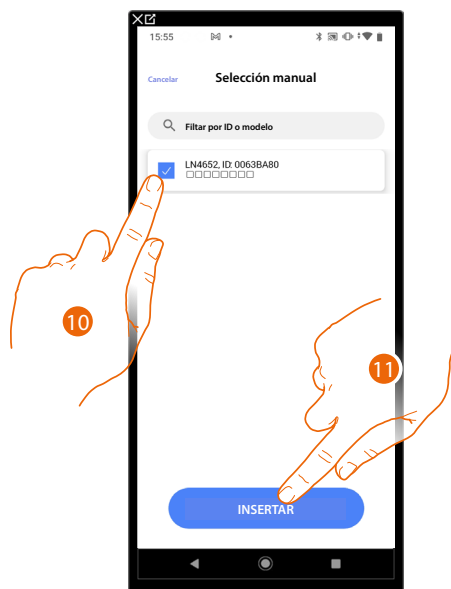 15:55
Cancelar
Selección manual
Filtar por ID o modelo
LN4652, ID: 0063BA80
□□□□□□□□
10
11
INSERTAR